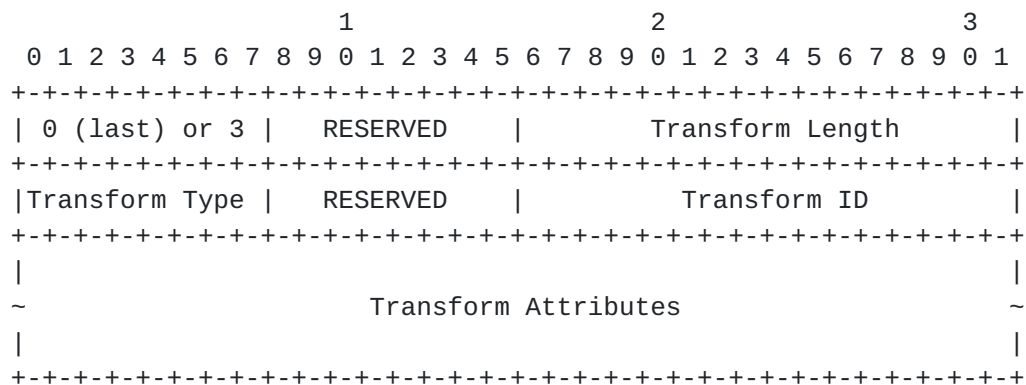 1                   2                   3
 0 1 2 3 4 5 6 7 8 9 0 1 2 3 4 5 6 7 8 9 0 1 2 3 4 5 6 7 8 9 0 1
+-+-+-+-+-+-+-+-+-+-+-+-+-+-+-+-+-+-+-+-+-+-+-+-+-+-+-+-+-+-+-+-+
| 0 (last) or 3 |   RESERVED    |        Transform Length       |
+-+-+-+-+-+-+-+-+-+-+-+-+-+-+-+-+-+-+-+-+-+-+-+-+-+-+-+-+-+-+-+-+
|Transform Type |   RESERVED    |          Transform ID         |
+-+-+-+-+-+-+-+-+-+-+-+-+-+-+-+-+-+-+-+-+-+-+-+-+-+-+-+-+-+-+-+-+
|                                                               |
~                      Transform Attributes                     ~
|                                                               |
+-+-+-+-+-+-+-+-+-+-+-+-+-+-+-+-+-+-+-+-+-+-+-+-+-+-+-+-+-+-+-+-+